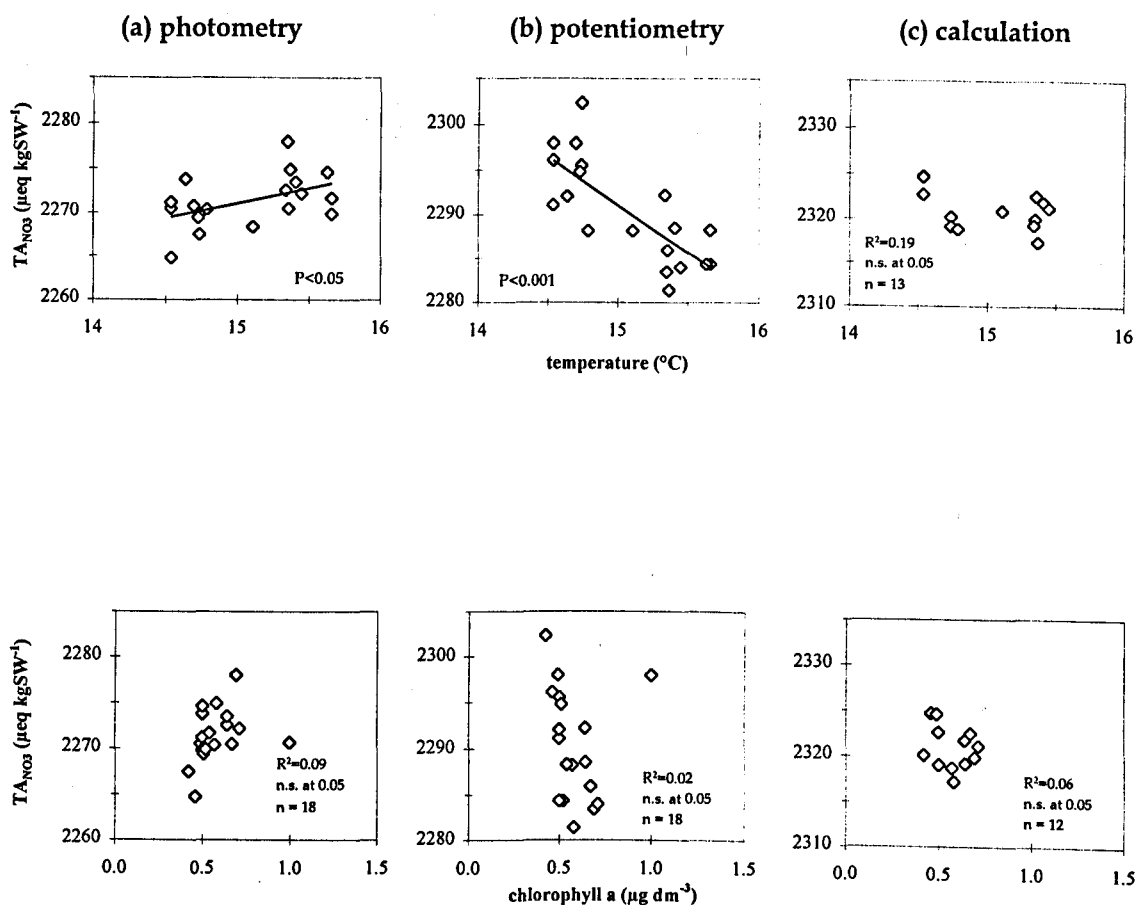 (a) photometry
(b) potentiometry
(c) calculation
TA_NO3 (µeq kgSW⁻¹)
2280
2270
2260
P<0.05
14
15
16
2300
2290
2280
P<0.001
14
15
16
temperature (°C)
2330
2320
2310
R²=0.19
n.s. at 0.05
n = 13
14
15
16
TA_NO3 (µeq kgSW⁻¹)
2280
2270
2260
R²=0.09
n.s. at 0.05
n = 18
0.0
0.5
1.0
1.5
2300
2290
2280
R²=0.02
n.s. at 0.05
n = 18
0.0
0.5
1.0
1.5
chlorophyll a (µg dm⁻³)
2330
2320
2310
R²=0.06
n.s. at 0.05
n = 12
0.0
0.5
1.0
1.5